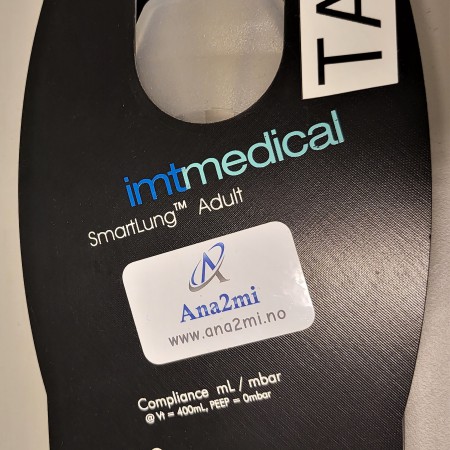 TA
imtmedical
SmartLung™ Adult
Ana2mi
www.ana2mi.no
Compliance mL / mbar
@ Vt = 400mL, PEEP = 0mbar